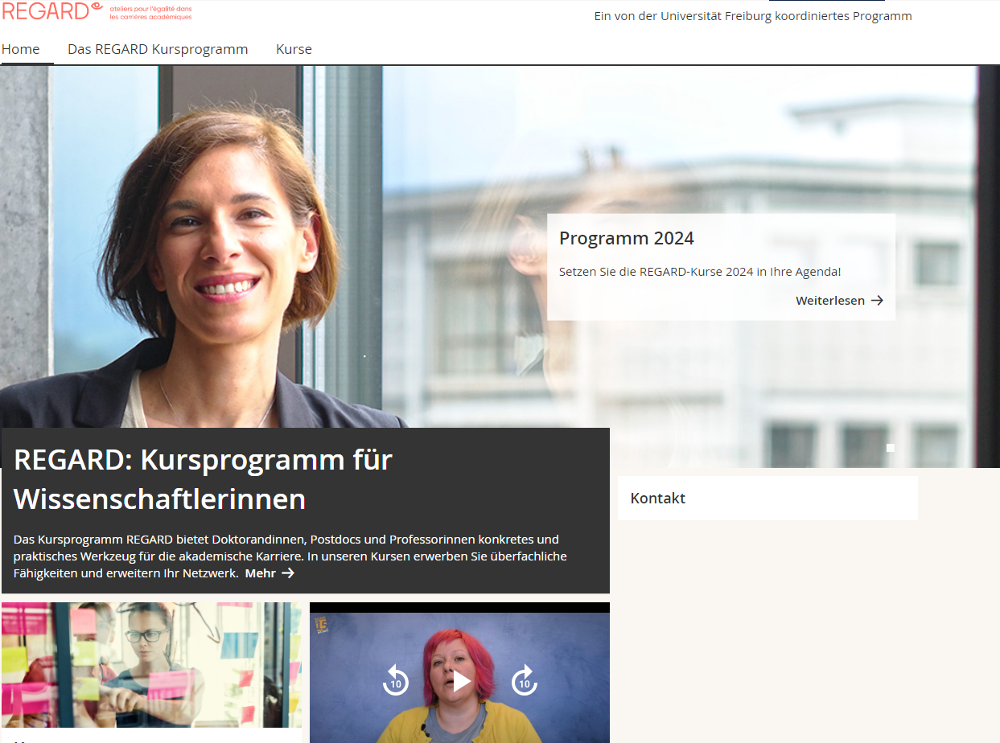 REGARD
ateliers pour l'égalité dans
les carrières académiques
Ein von der Universität Freiburg koordiniertes Programm
Home Das REGARD Kursprogramm Kurse
Programm 2024
Setzen Sie die REGARD-Kurse 2024 in Ihre Agenda!
Weiterlesen →
REGARD: Kursprogramm für
Wissenschaftlerinnen
Das Kursprogramm REGARD bietet Doktorandinnen, Postdocs und Professorinnen konkretes und
praktisches Werkzeug für die akademische Karriere. In unseren Kursen erwerben Sie überfachliche
Fähigkeiten und erweitern Ihr Netzwerk. Mehr →
Kontakt
10 10